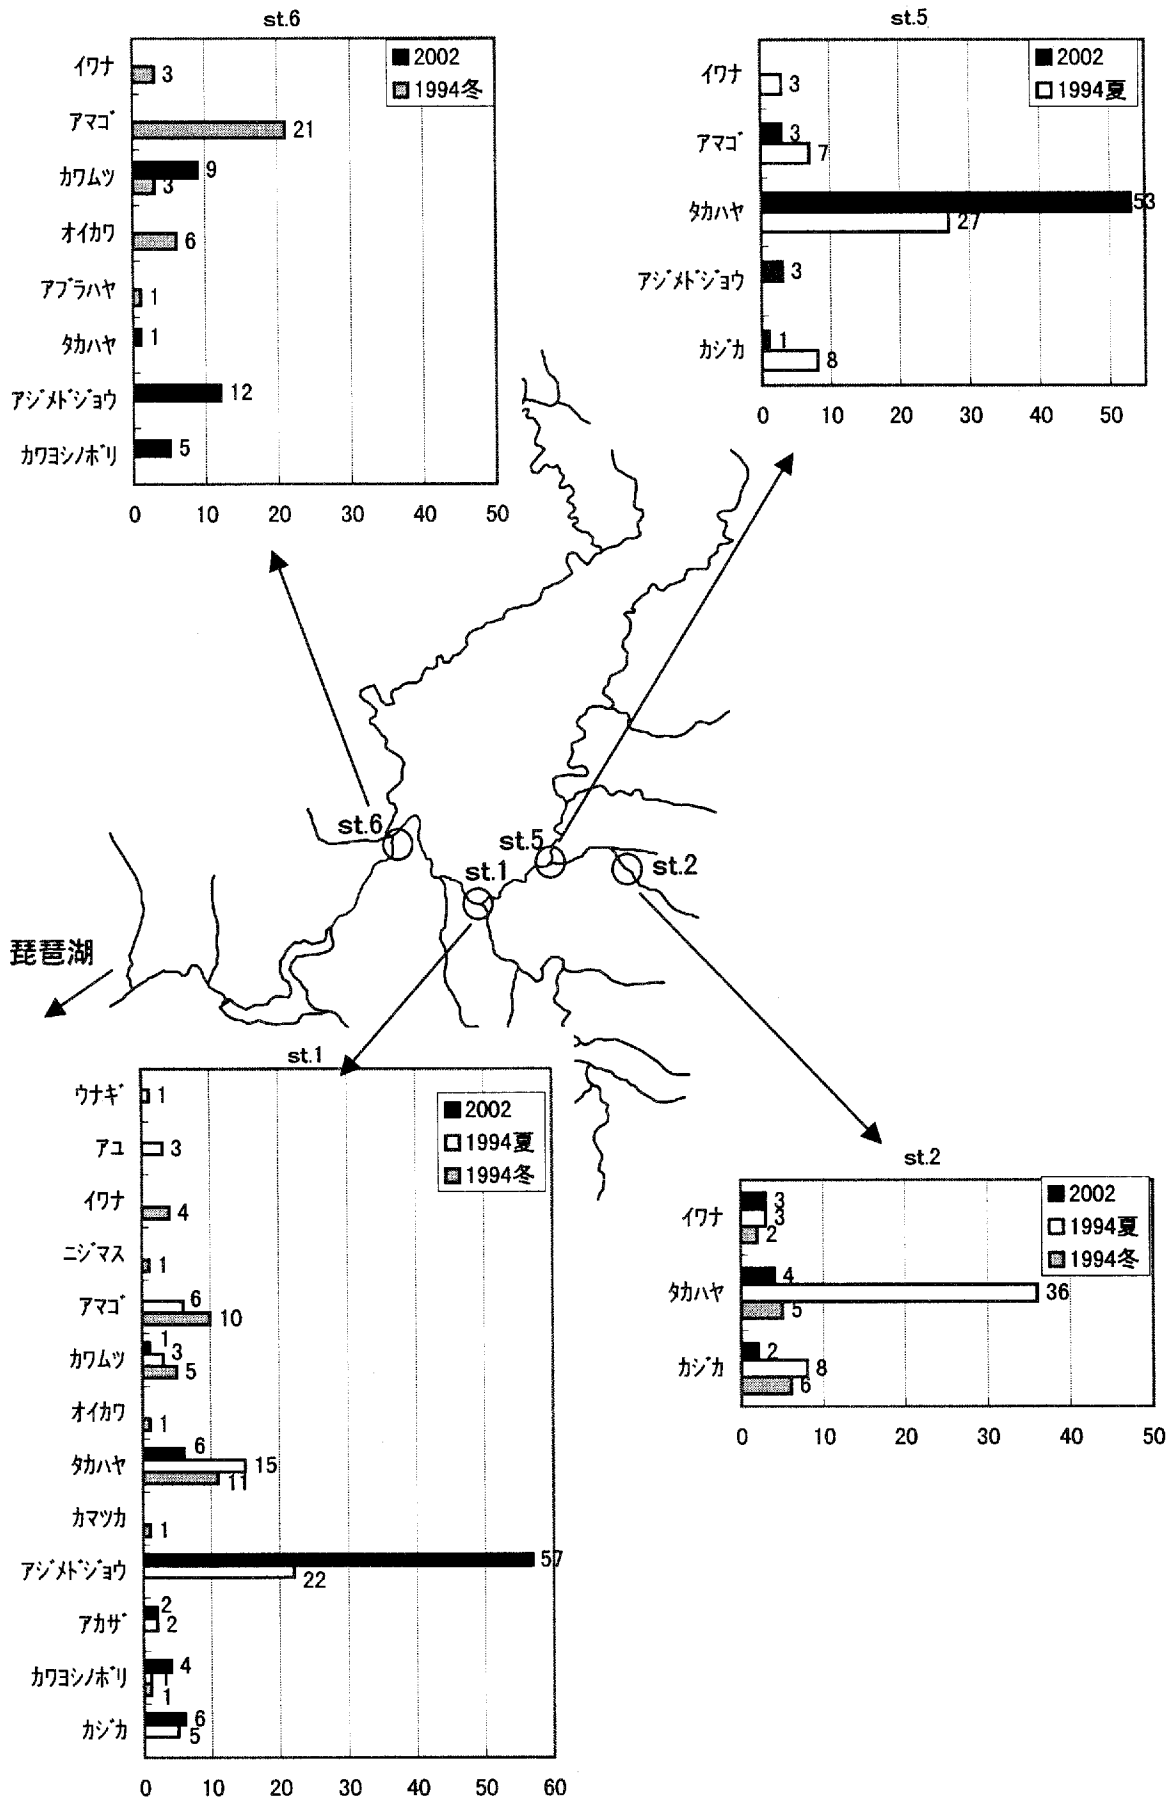 st.6
2002
1994冬
イワナ 3
アマゴ 21
カワムツ 9 3
オイカワ 6
アブラハヤ 1
タカハヤ 1
アジメドジョウ 12
カワヨシノボリ 5
0 10 20 30 40 50
st.5
2002
1994夏
イワナ 3
アマゴ 3 7
タカハヤ 53 27
アジメドジョウ 3
カジカ 1 8
0 10 20 30 40 50
st.6
st.5
st.1
st.2
琵琶湖
st.1
2002
1994夏
1994冬
ウナギ 1
アユ 3
イワナ 4
ニジマス 1
アマゴ 6 10
カワムツ 1 3 5
オイカワ 1
タカハヤ 6 15 11
カマツカ 1
アジメドジョウ 57 22
アカザ 2 2
カワヨシノボリ 4 1 1
カジカ 6 5
0 10 20 30 40 50 60
st.2
2002
1994夏
1994冬
イワナ 3 3 2
タカハヤ 4 36 5
カジカ 2 8 6
0 10 20 30 40 50